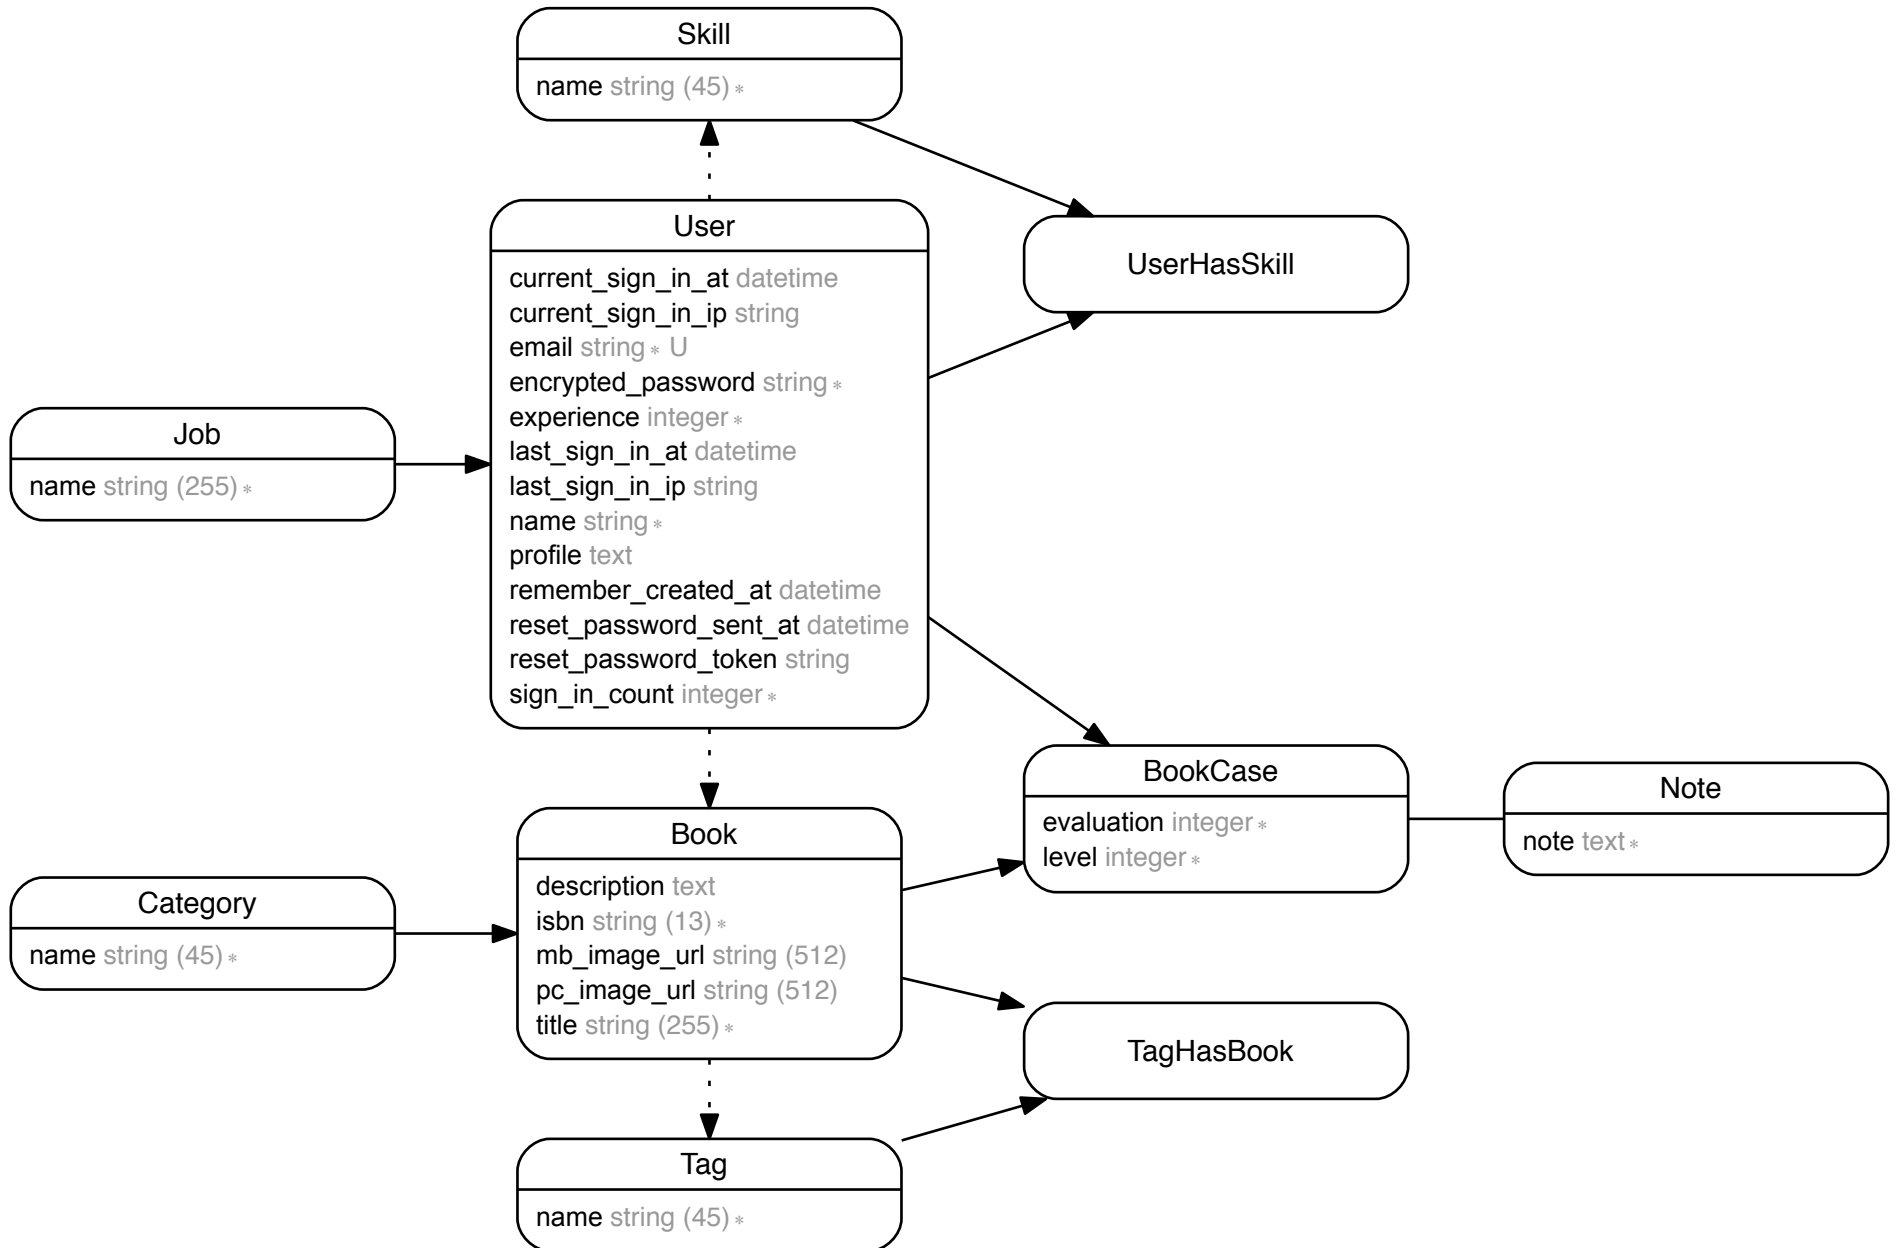 Skill
name string (45) *
User
current_sign_in_at datetime
current_sign_in_ip string
email string * U
encrypted_password string *
experience integer *
last_sign_in_at datetime
last_sign_in_ip string
name string *
profile text
remember_created_at datetime
reset_password_sent_at datetime
reset_password_token string
sign_in_count integer *
UserHasSkill
Job
name string (255) *
BookCase
evaluation integer *
level integer *
Note
note text *
Book
description text
isbn string (13) *
mb_image_url string (512)
pc_image_url string (512)
title string (255) *
Category
name string (45) *
TagHasBook
Tag
name string (45) *